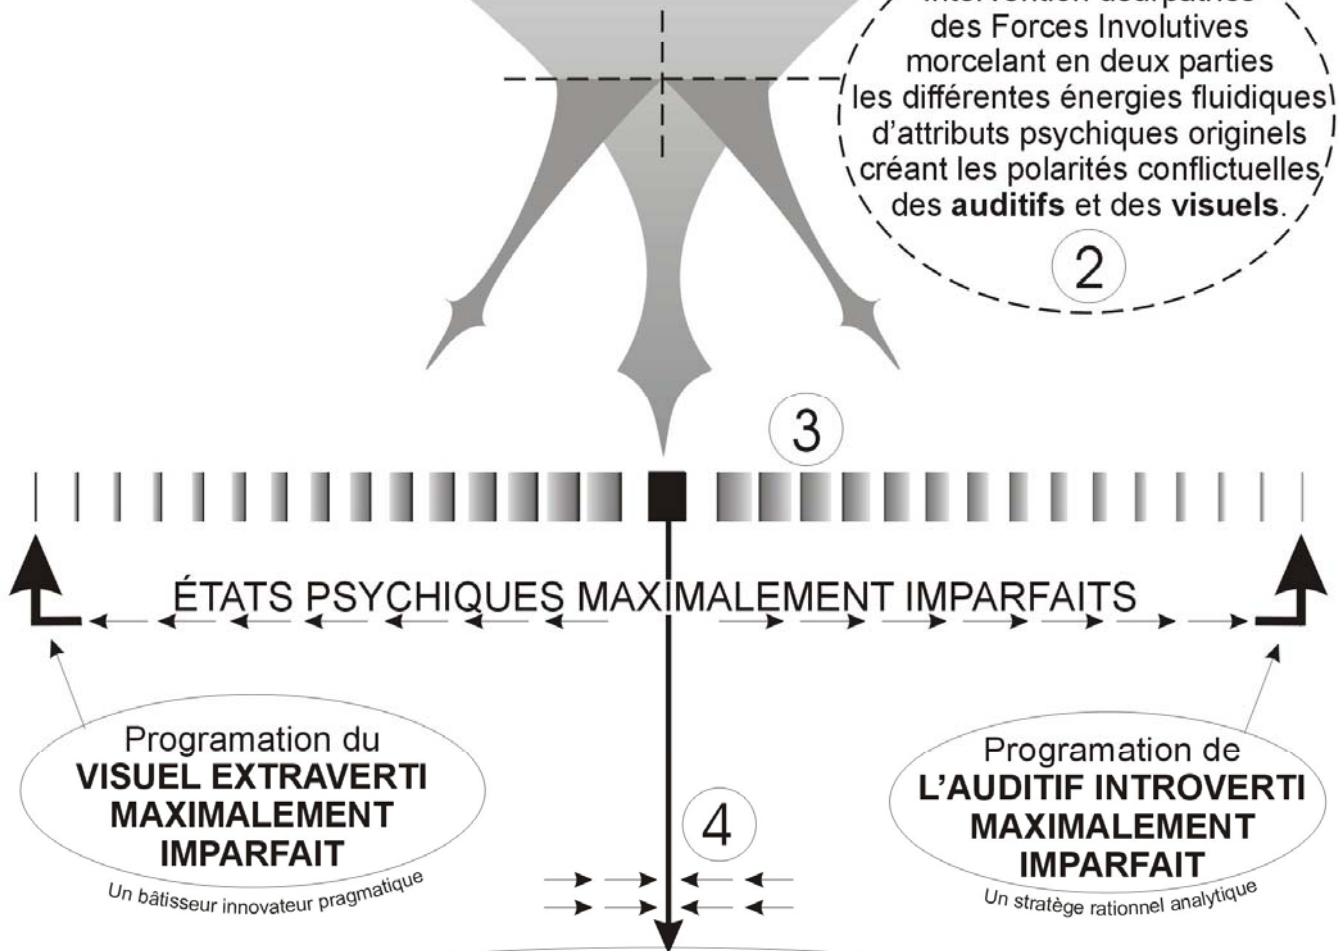 des Forces Involutives
morcelant en deux parties
les différentes énergies fluidiques
d'attributs psychiques originels
créant les polarités conflictuelles
des auditifs et des visuels.
2
3
ÉTATS PSYCHIQUES MAXIMALEMENT IMPARFAITS
Programation du
VISUEL EXTRAVERTI
MAXIMALEMENT
IMPARFAIT
Un bâtisseur innovateur pragmatique
Programation de
L'AUDITIF INTROVERTI
MAXIMALEMENT
IMPARFAIT
Un stratège rationnel analytique
4